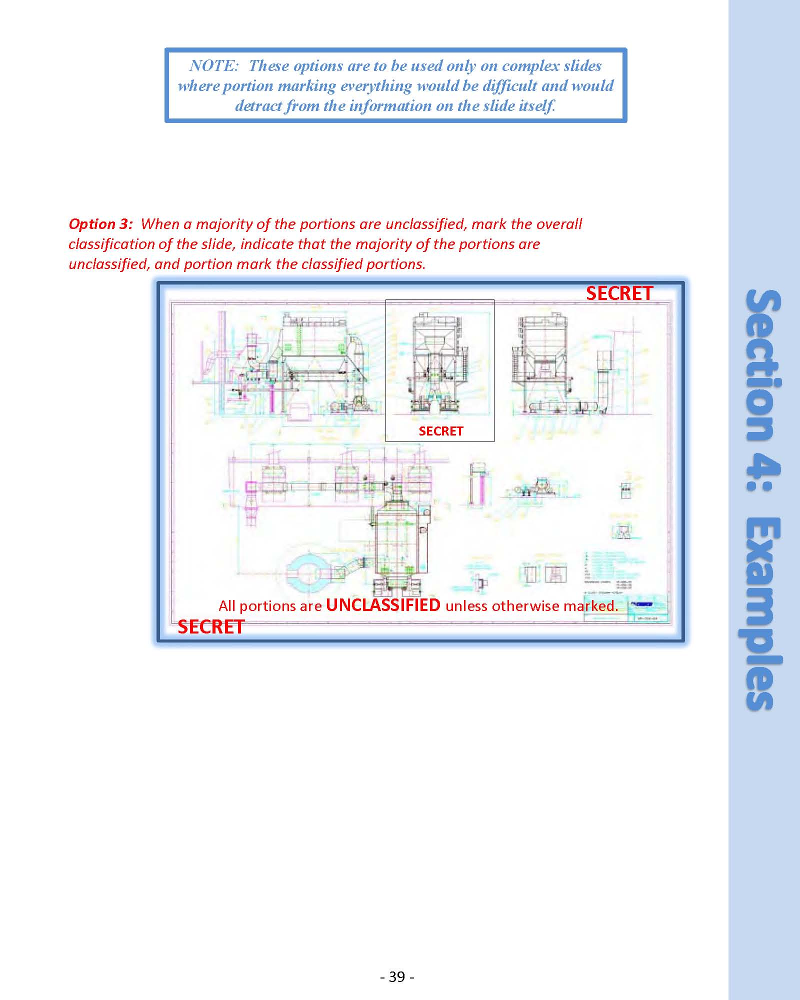 NOTE:  These options are to be used only on complex slides
where portion marking everything would be difficult and would
detract from the information on the slide itself.
Option 3:  When a majority of the portions are unclassified, mark the overall
classification of the slide, indicate that the majority of the portions are
unclassified, and portion mark the classified portions.
SECRET
SECRET
All portions are UNCLASSIFIED unless otherwise marked.
SECRET
Section 4:  Examples
- 39 -